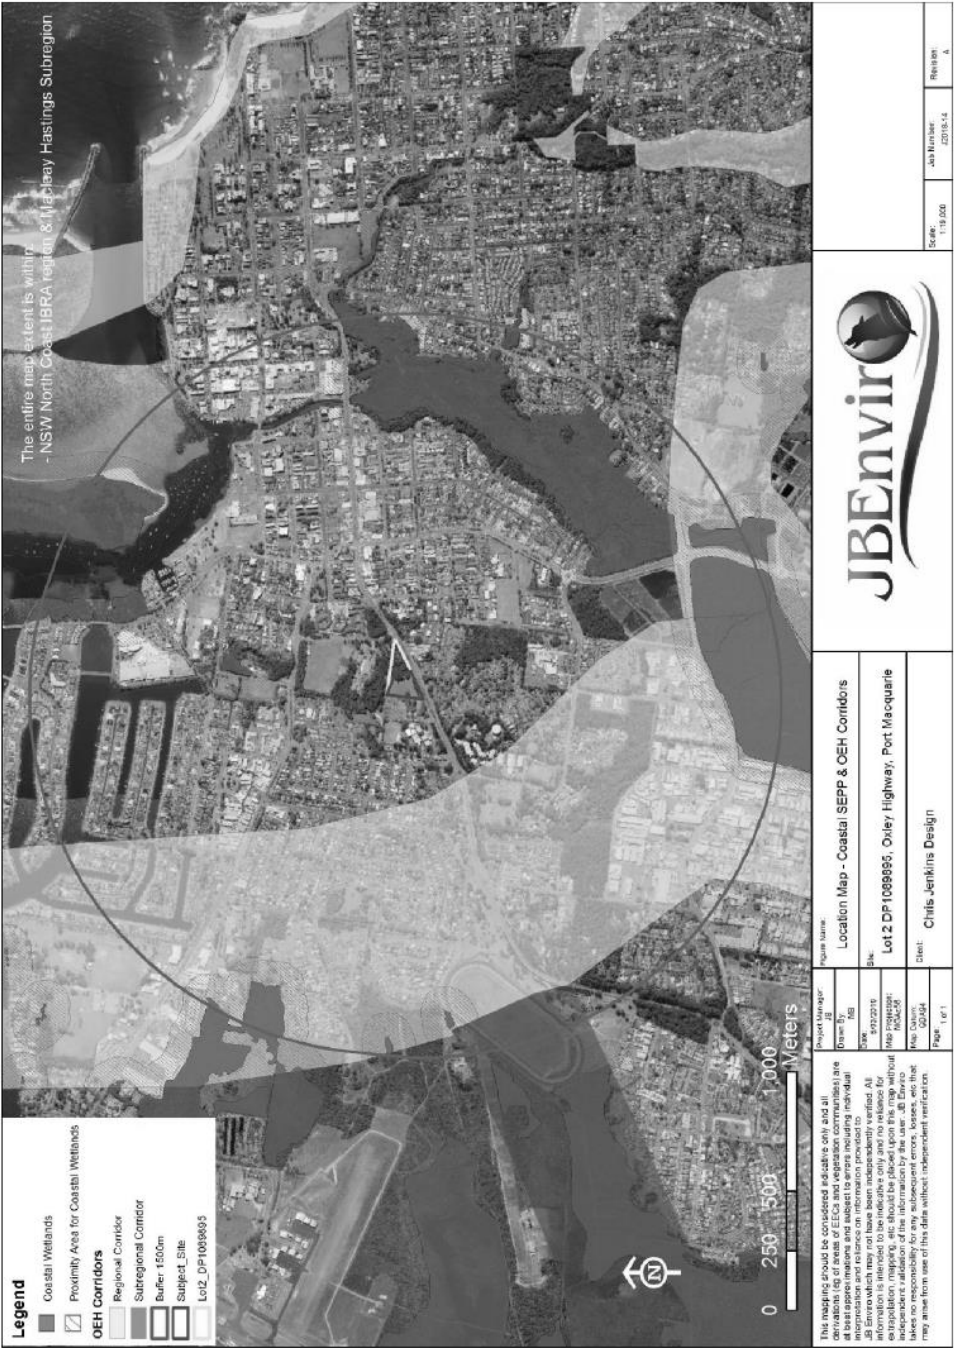 The entire map extent is within:
- NSW North Coast IBRA region & Macleay Hastings Subregion
Legend
Coastal Wetlands
Proximity Area for Coastal Wetlands
OEH Corridors
Regional Corridor
Subregional Corridor
Buffer 1500m
Subject_Site
Lot2_DP1089895
N
0 250 500 1,000
Meters
This mapping should be considered indicative only and all
derivations (eg of areas of EECs and vegetation communities) are
at best approximations and subject to errors including individual
interpretation and reliance on information provided to
JB Enviro which may not have been independently verified. All
information is intended to be indicative only and no reliance for
extrapolation, mapping, etc should be placed upon this map without
independent validation of the information by the user. JB Enviro
takes no responsibility for any subsequent errors, losses, etc that
may arise from use of this data without independent verification.
Project Manager:
JB
Drawn By:
Date:
Map Projection:
Map Datum:
GDA94
Page:
1 of 1
Figure Name:
Location Map - Coastal SEPP & OEH Corridors
Site:
Lot 2 DP1089895, Oxley Highway, Port Macquarie
Client:
Chris Jenkins Design
JBEnviro
Scale:
Job Number:
Revision:
A